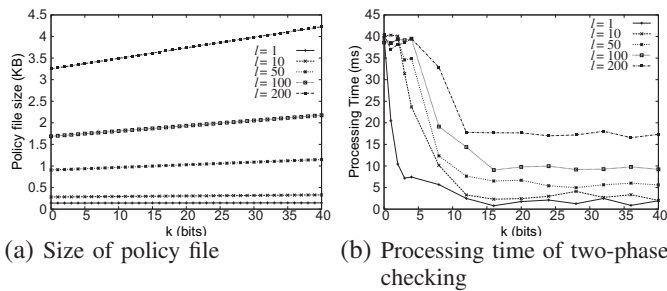 4.5
4
3.5
3
2.5
2
1.5
1
0.5
0
Policy file size (KB)
l = 1
l = 10
l = 50
l = 100
l = 200
0 5 10 15 20 25 30 35 40
k (bits)
(a) Size of policy file
45
40
35
30
25
20
15
10
5
0
Processing Time (ms)
l = 1
l = 10
l = 50
l = 100
l = 200
0 5 10 15 20 25 30 35 40
k (bits)
(b) Processing time of two-phase
checking